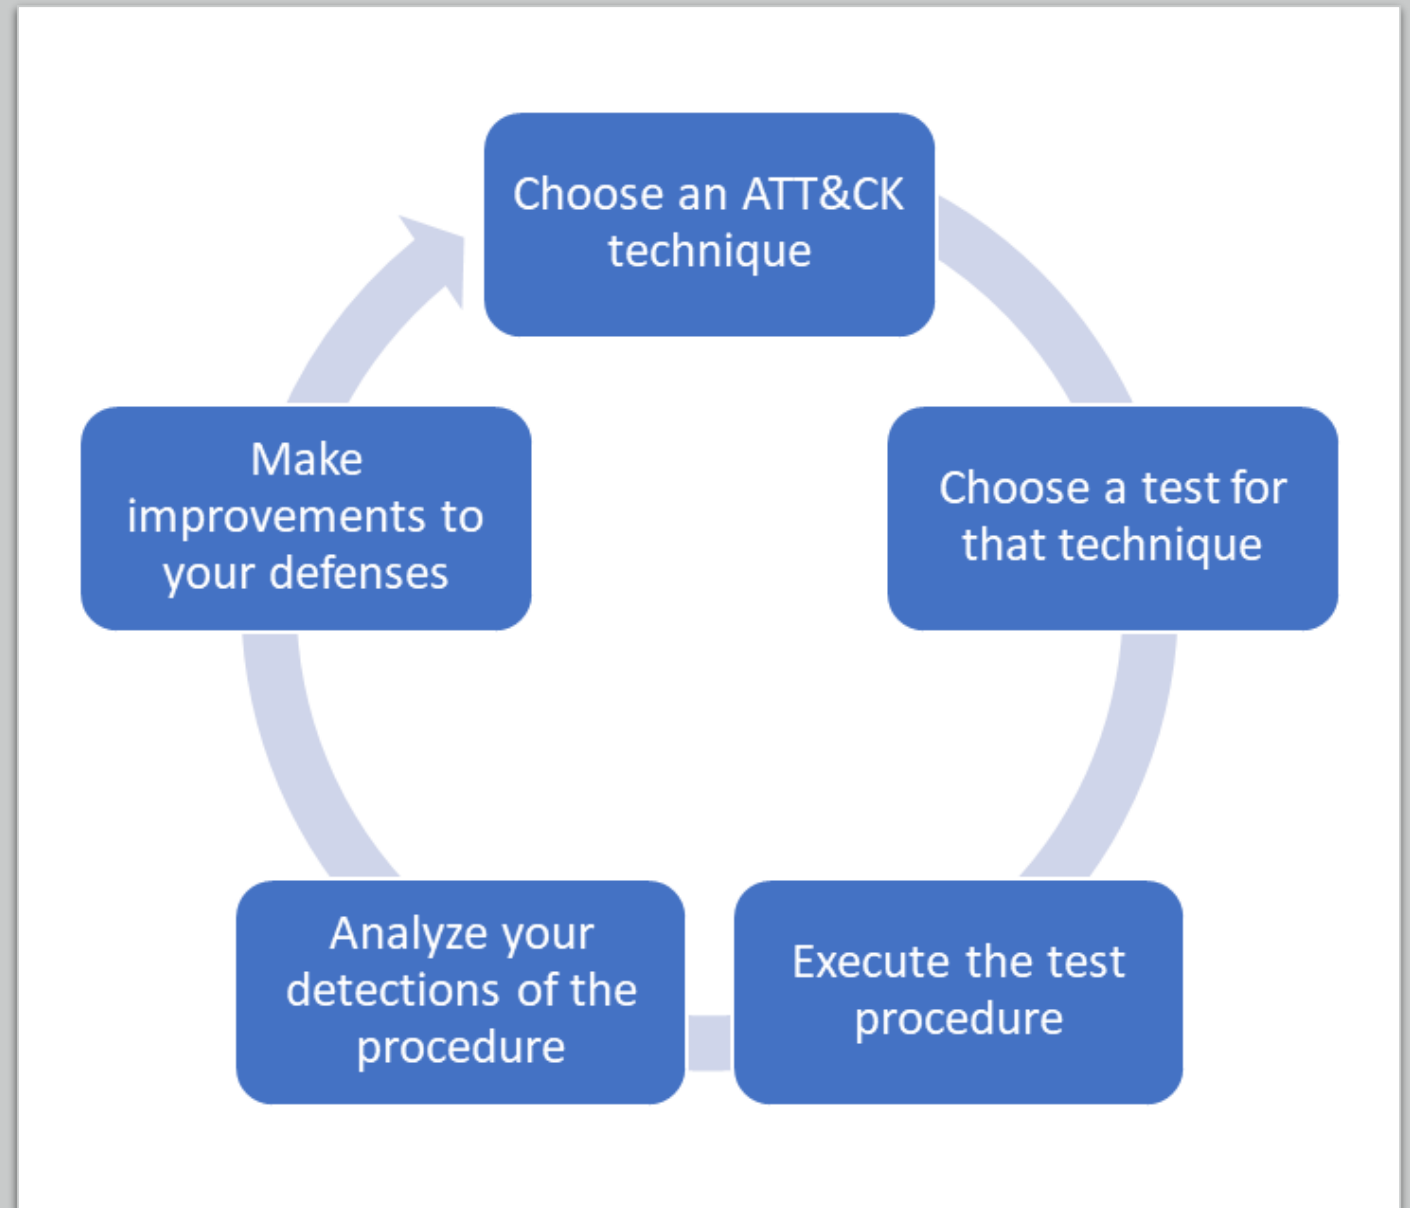 Choose an ATT&CK
technique
Choose a test for
that technique
Execute the test
procedure
Analyze your
detections of the
procedure
Make
improvements to
your defenses